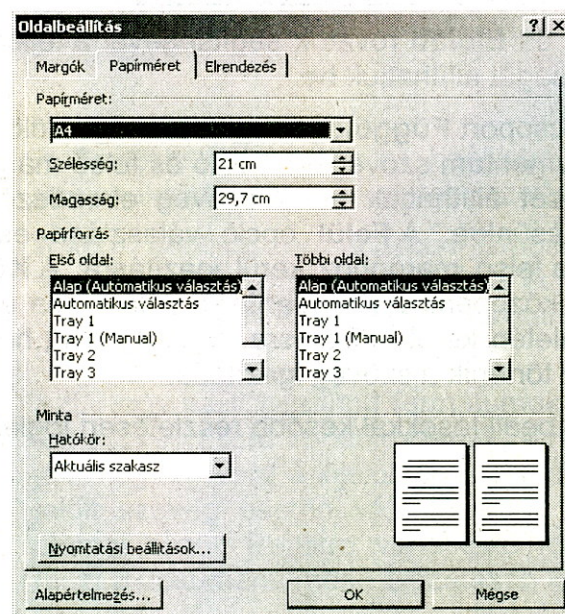 Oldalbeállítás
Margók Papírméret Elrendezés
Papírméret:
A4
Szélesség: 21 cm
Magasság: 29,7 cm
Papírforrás
Első oldal: Többi oldal:
Alap (Automatikus választás) Alap (Automatikus választás)
Automatikus választás Automatikus választás
Tray 1 Tray 1
Tray 1 (Manual) Tray 1 (Manual)
Tray 2 Tray 2
Tray 3 Tray 3
Minta
Hatókör:
Aktuális szakasz
Nyomtatási beállítások...
Alapértelmezés... OK Mégse